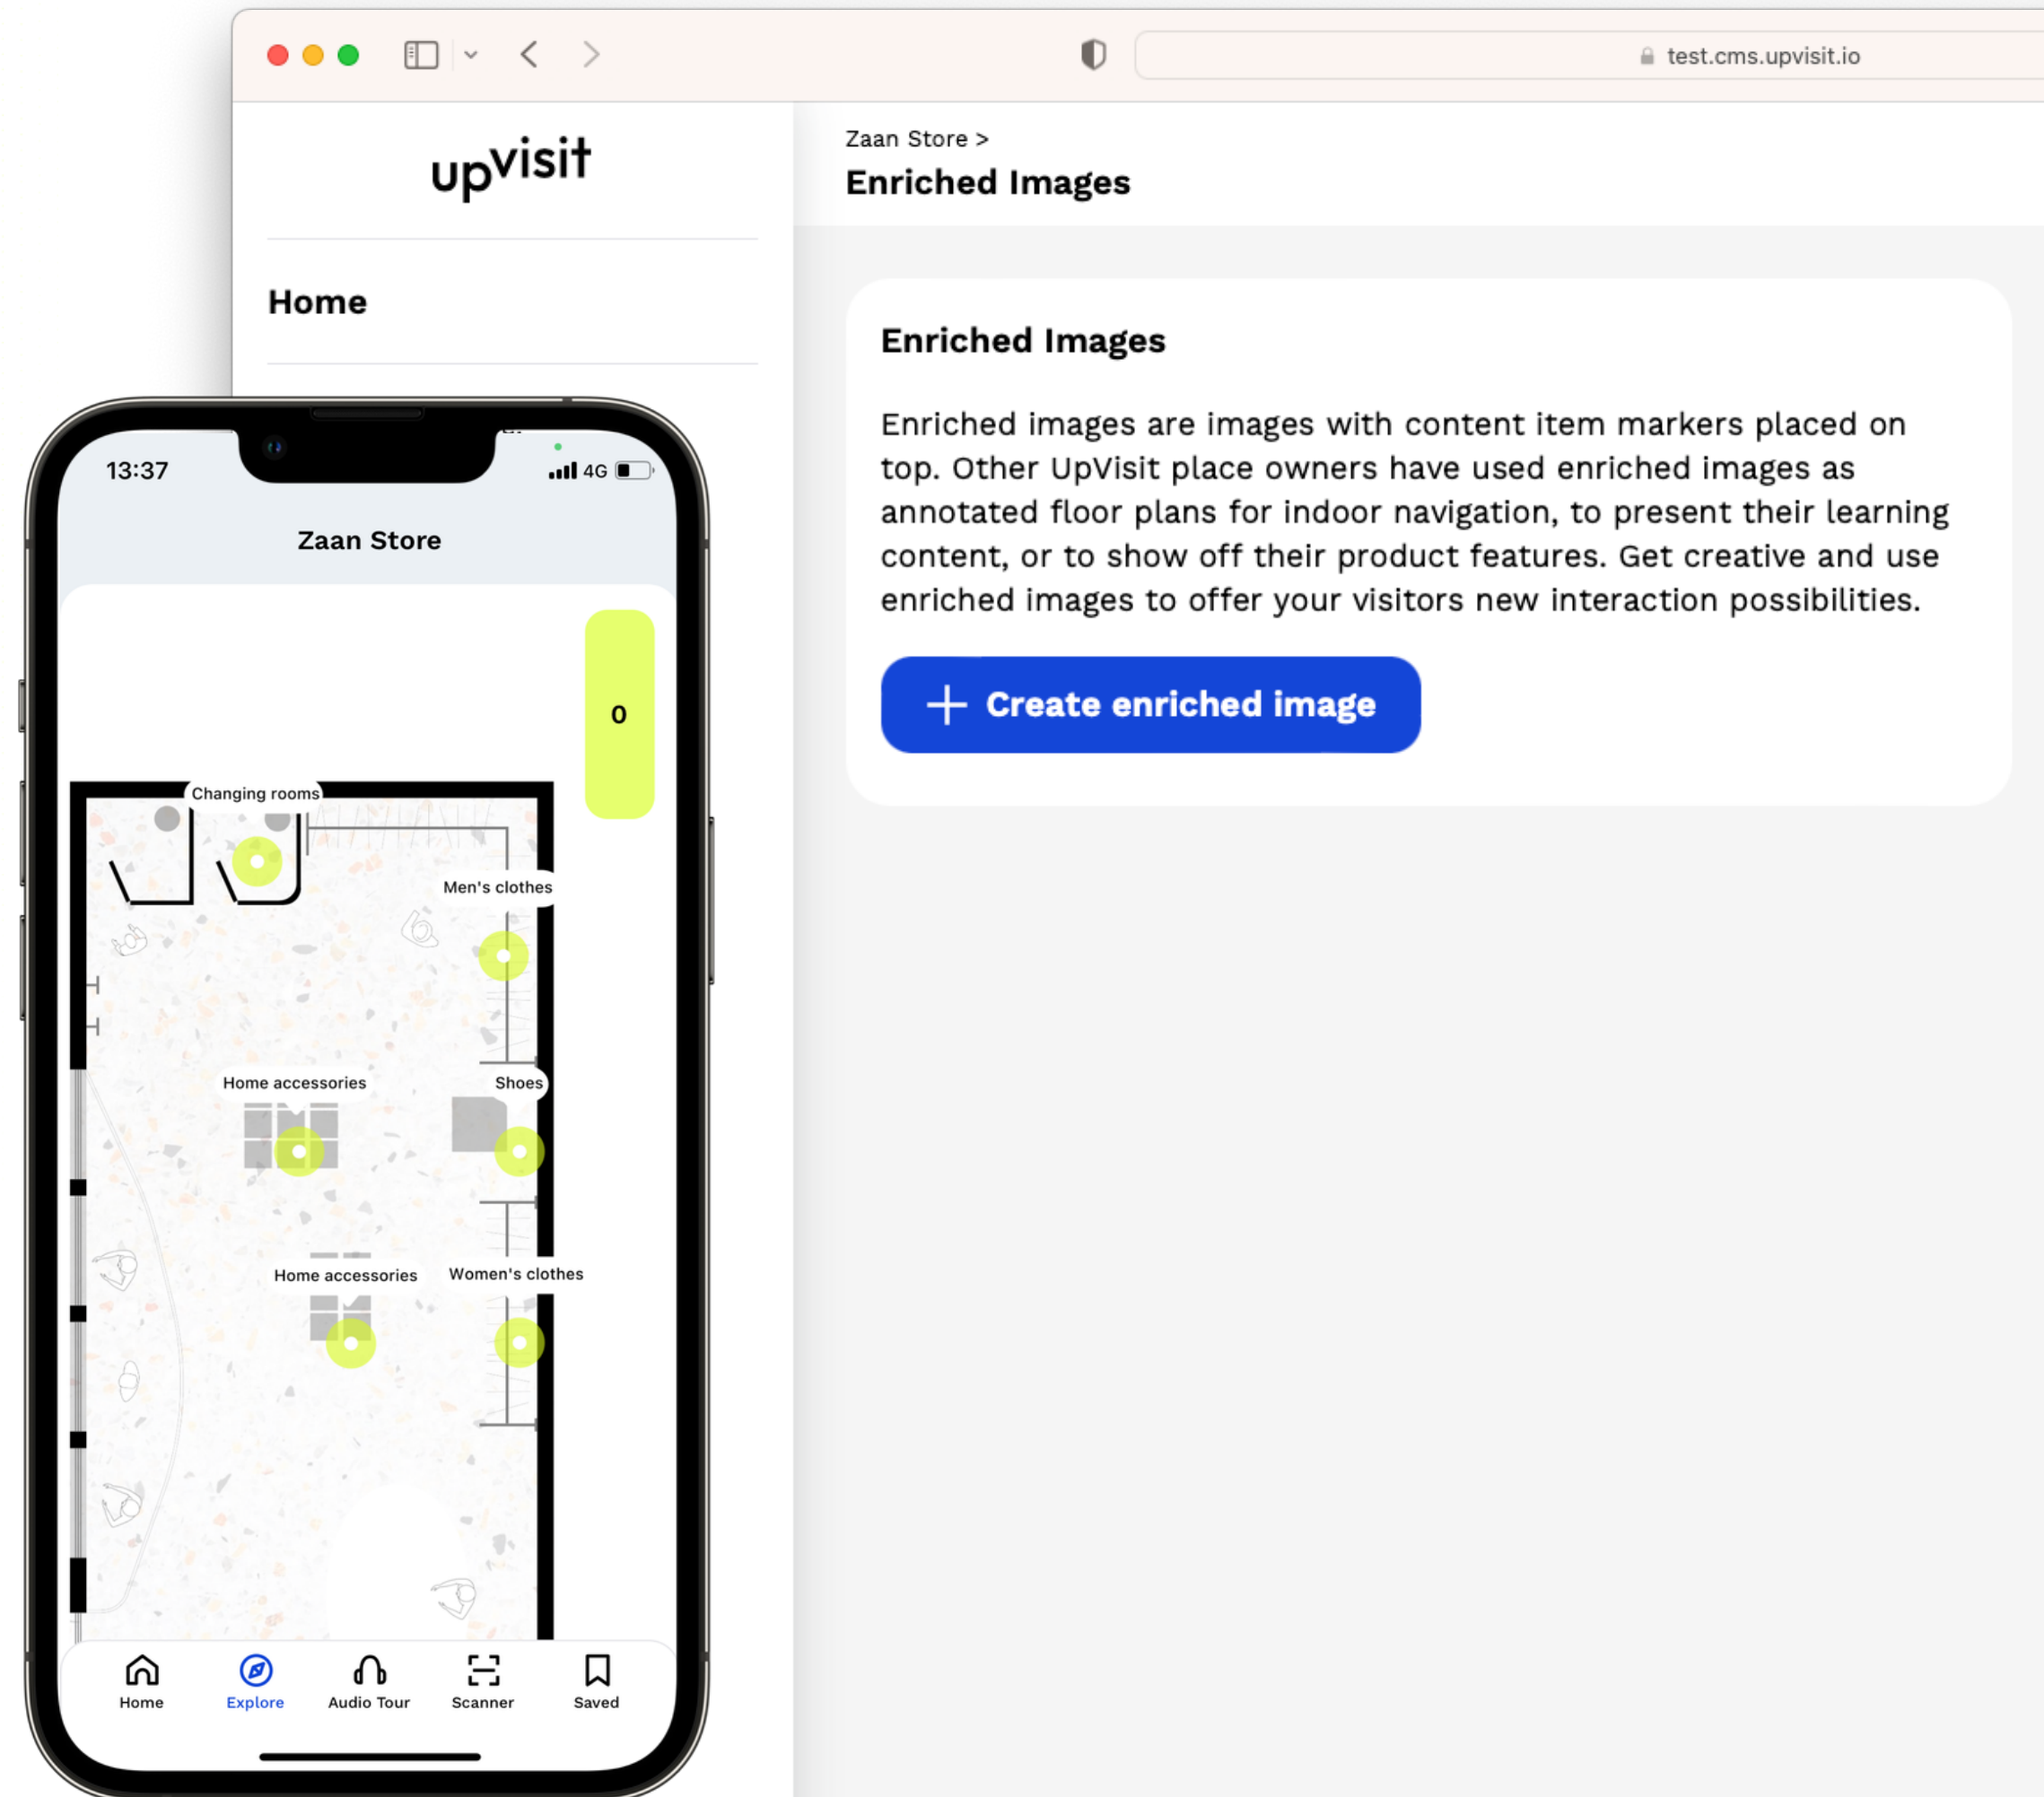 test.cms.upvisit.io
upvisit
Home
Zaan Store >
Enriched Images
Enriched Images
Enriched images are images with content item markers placed on
top. Other UpVisit place owners have used enriched images as
annotated floor plans for indoor navigation, to present their learning
content, or to show off their product features. Get creative and use
enriched images to offer your visitors new interaction possibilities.
Create enriched image
13:37
4G
Zaan Store
0
Changing rooms
Men's clothes
Home accessories
Shoes
Home accessories
Women's clothes
Home
Explore
Audio Tour
Scanner
Saved